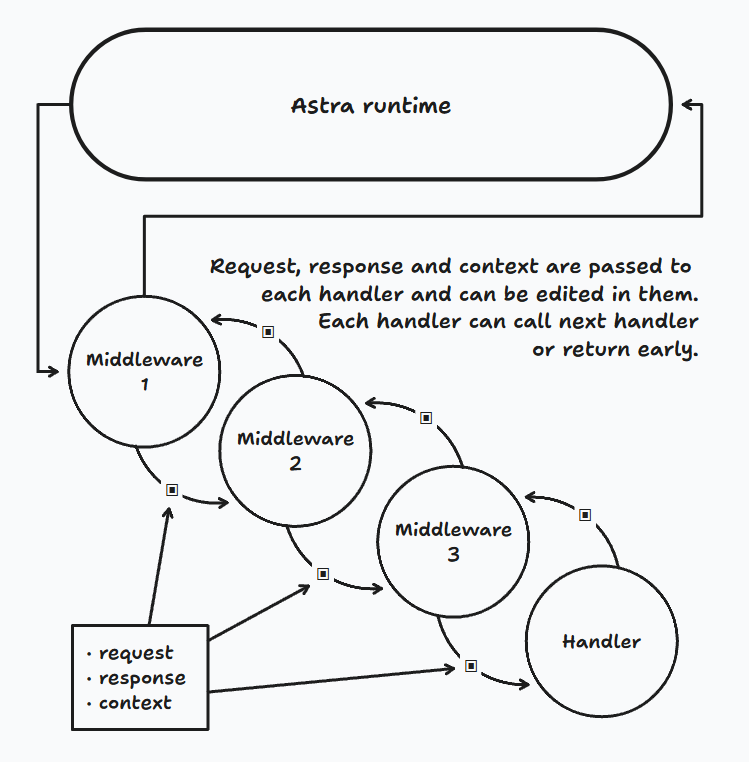 Astra runtime
Request, response and context are passed to
each handler and can be edited in them.
Each handler can call next handler
or return early.
Middleware
1
Middleware
2
Middleware
3
Handler
· request
· response
· context